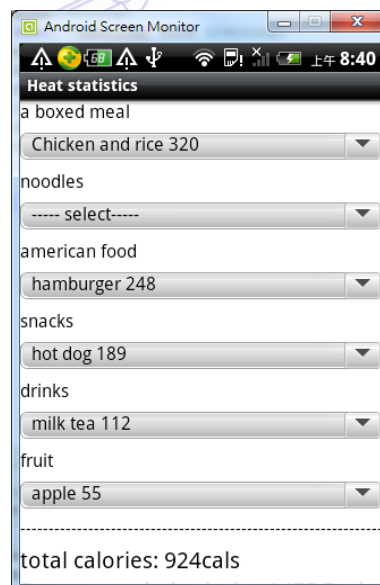 Android Screen Monitor
68
上午 8:40
Heat statistics
a boxed meal
Chicken and rice 320
noodles
----- select-----
american food
hamburger 248
snacks
hot dog 189
drinks
milk tea 112
fruit
apple 55
--------------------------------------------------------------------------------
total calories: 924cals